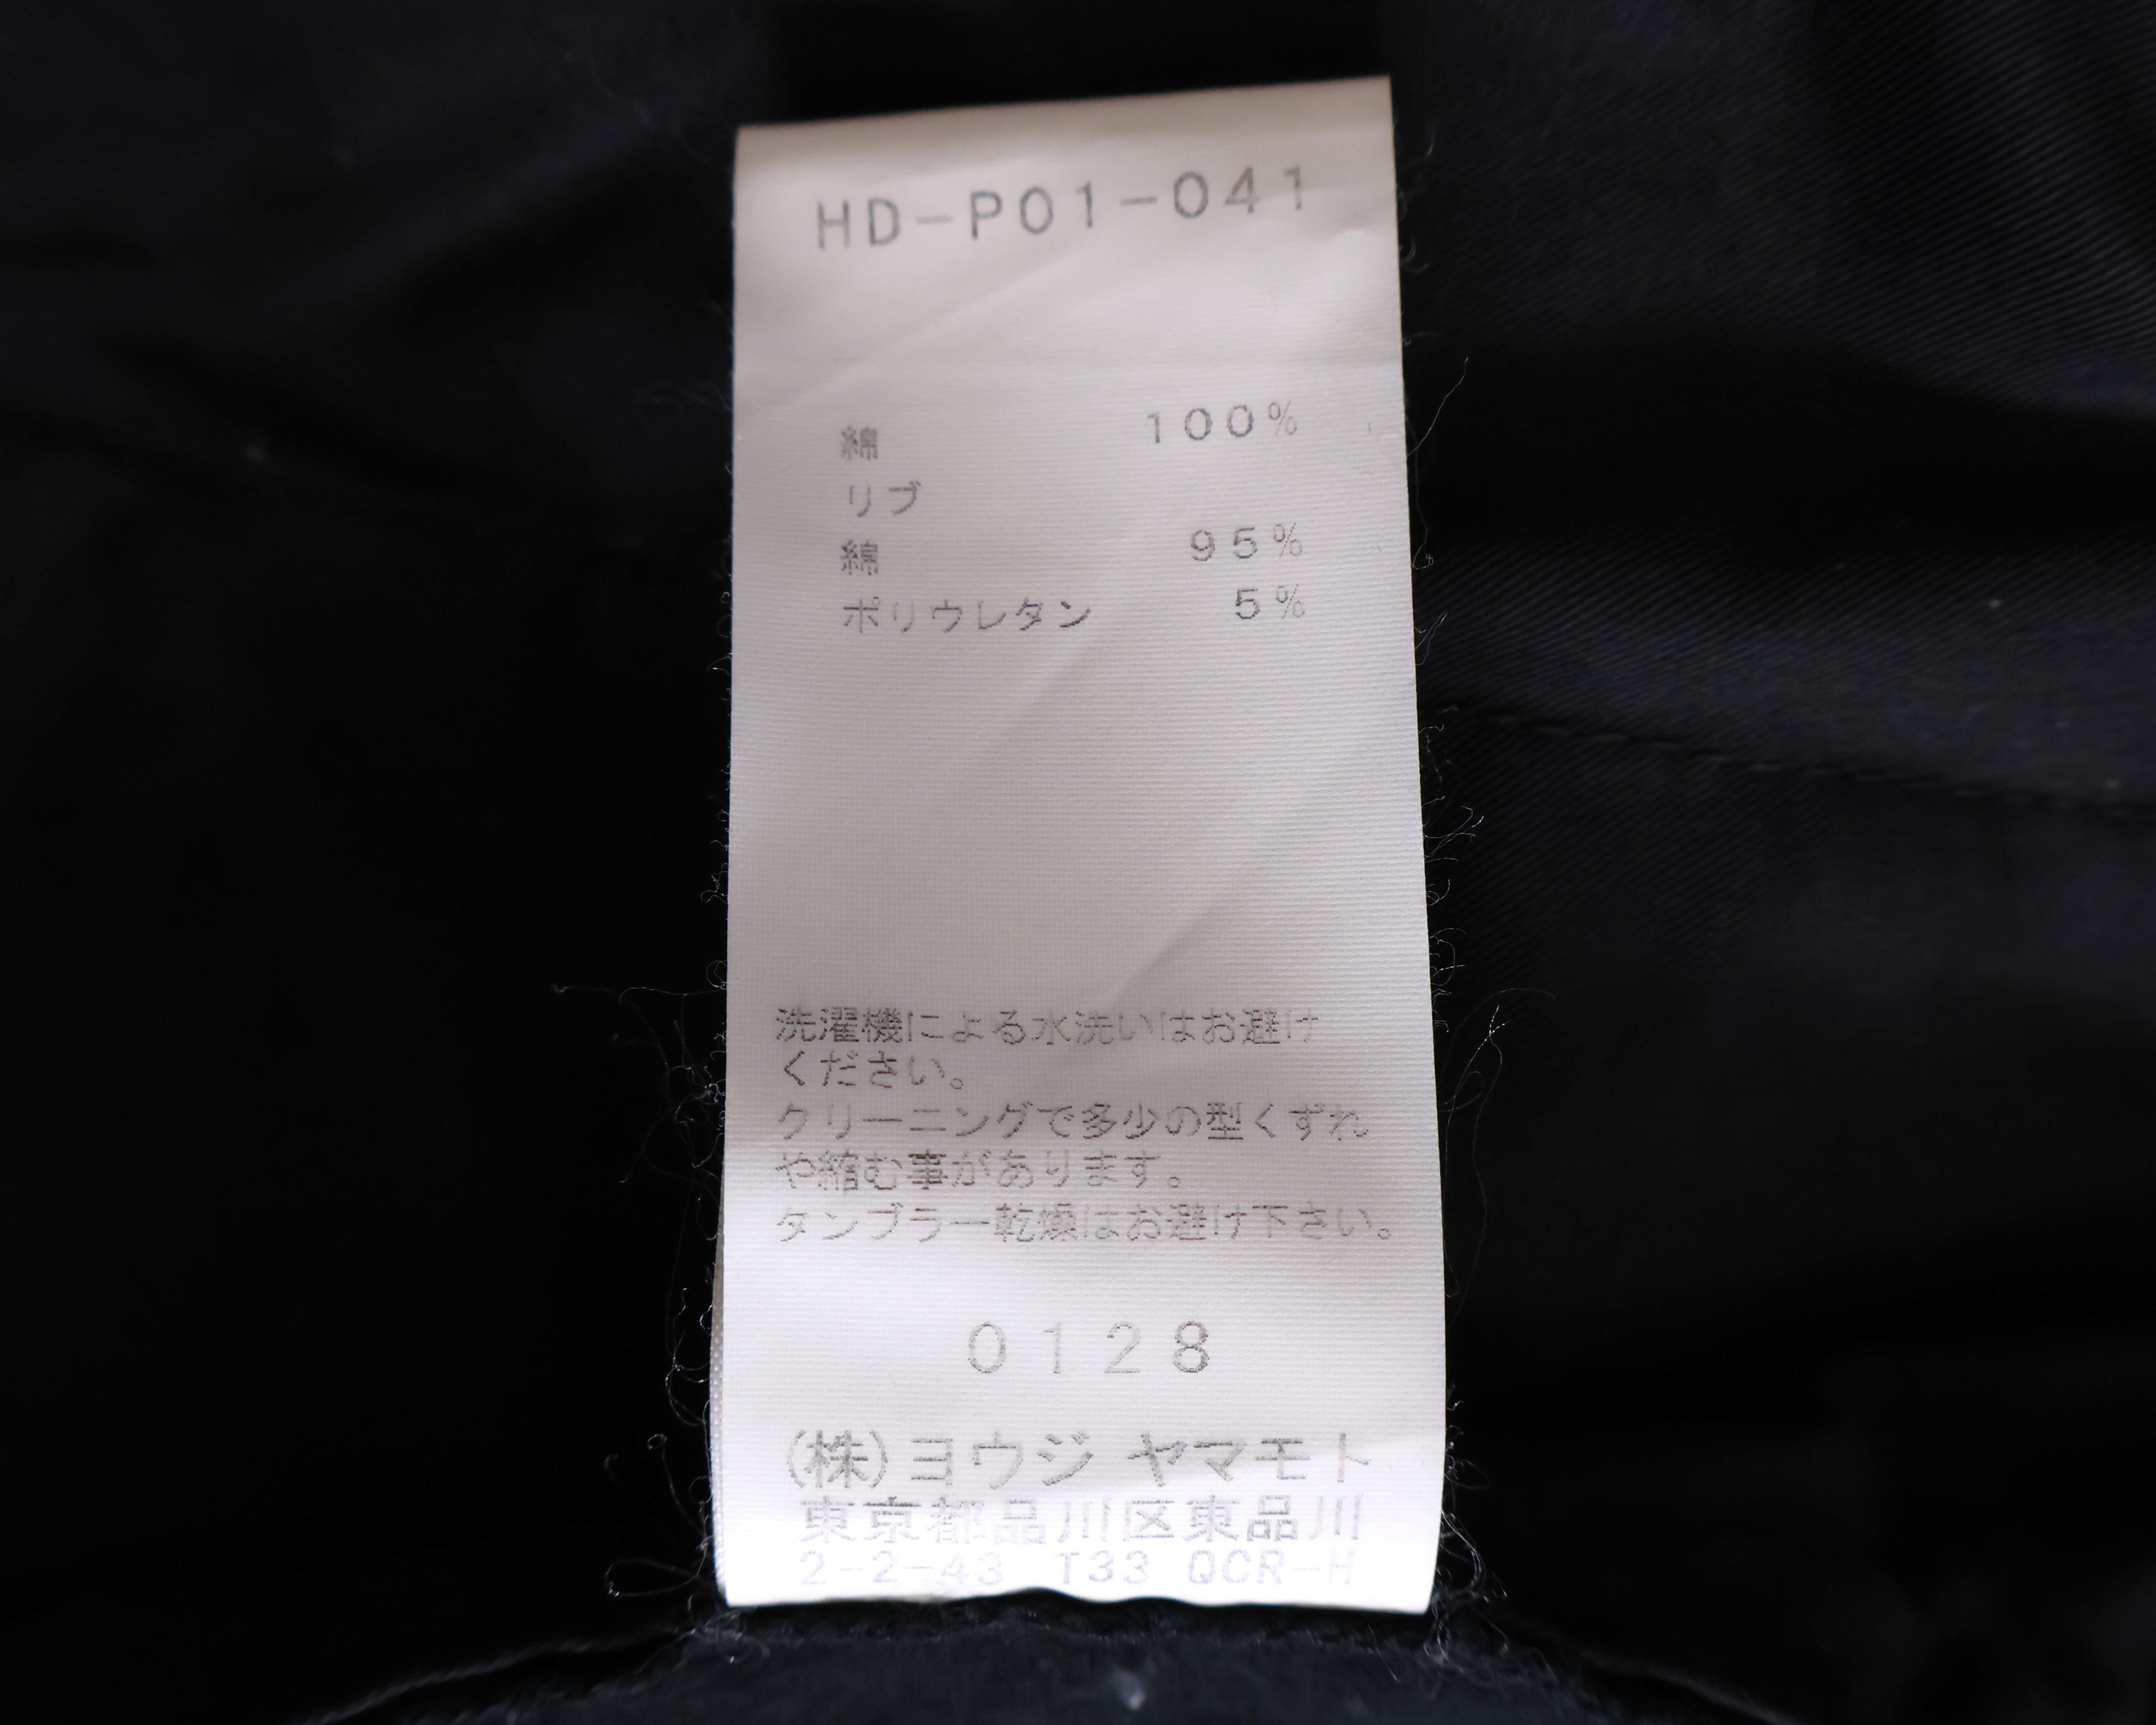 HD-P01-041
綿 100%
リブ
綿 95%
ポリウレタン 5%
洗濯機による水洗いはお避け
ください。
クリーニングで多少の型くずれ
や縮む事があります。
タンブラー乾燥はお避け下さい。
0128
(株)ヨウジ ヤマモト
東京都品川区東品川
2-2-43 T33 QCR-H